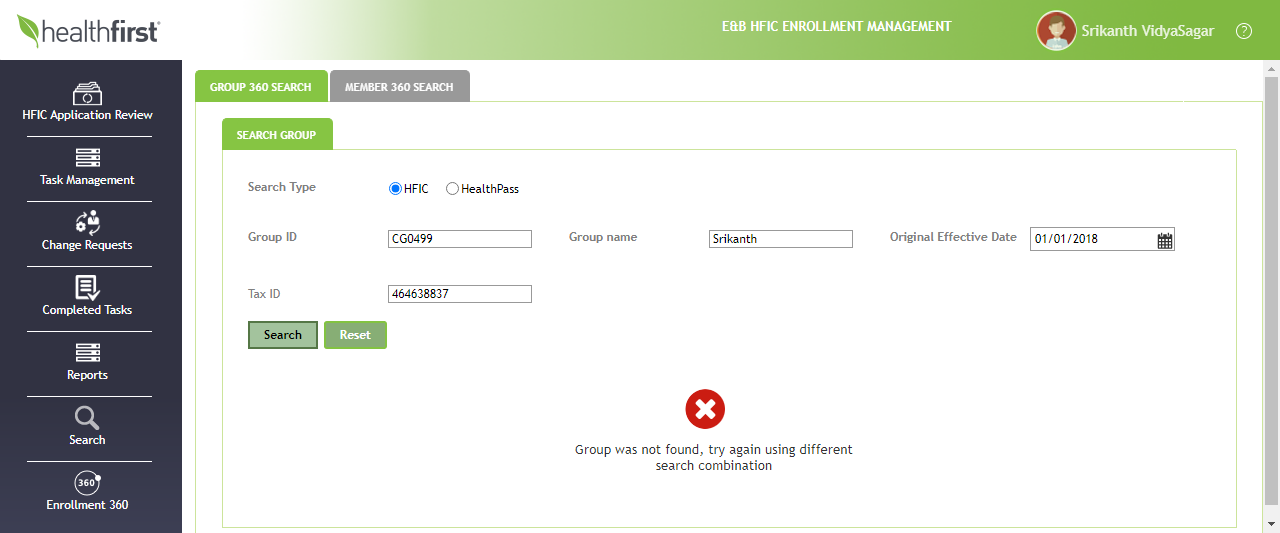 healthfirst®
E&B HFIC ENROLLMENT MANAGEMENT
Srikanth VidyaSagar
?
HFIC Application Review
Task Management
Change Requests
Completed Tasks
Reports
Search
360
Enrollment 360
GROUP 360 SEARCH
MEMBER 360 SEARCH
SEARCH GROUP
Search Type
HFIC
HealthPass
Group ID
CG0499
Group name
Srikanth
Original Effective Date
01/01/2018
Tax ID
464638837
Search
Reset
Group was not found, try again using different
search combination